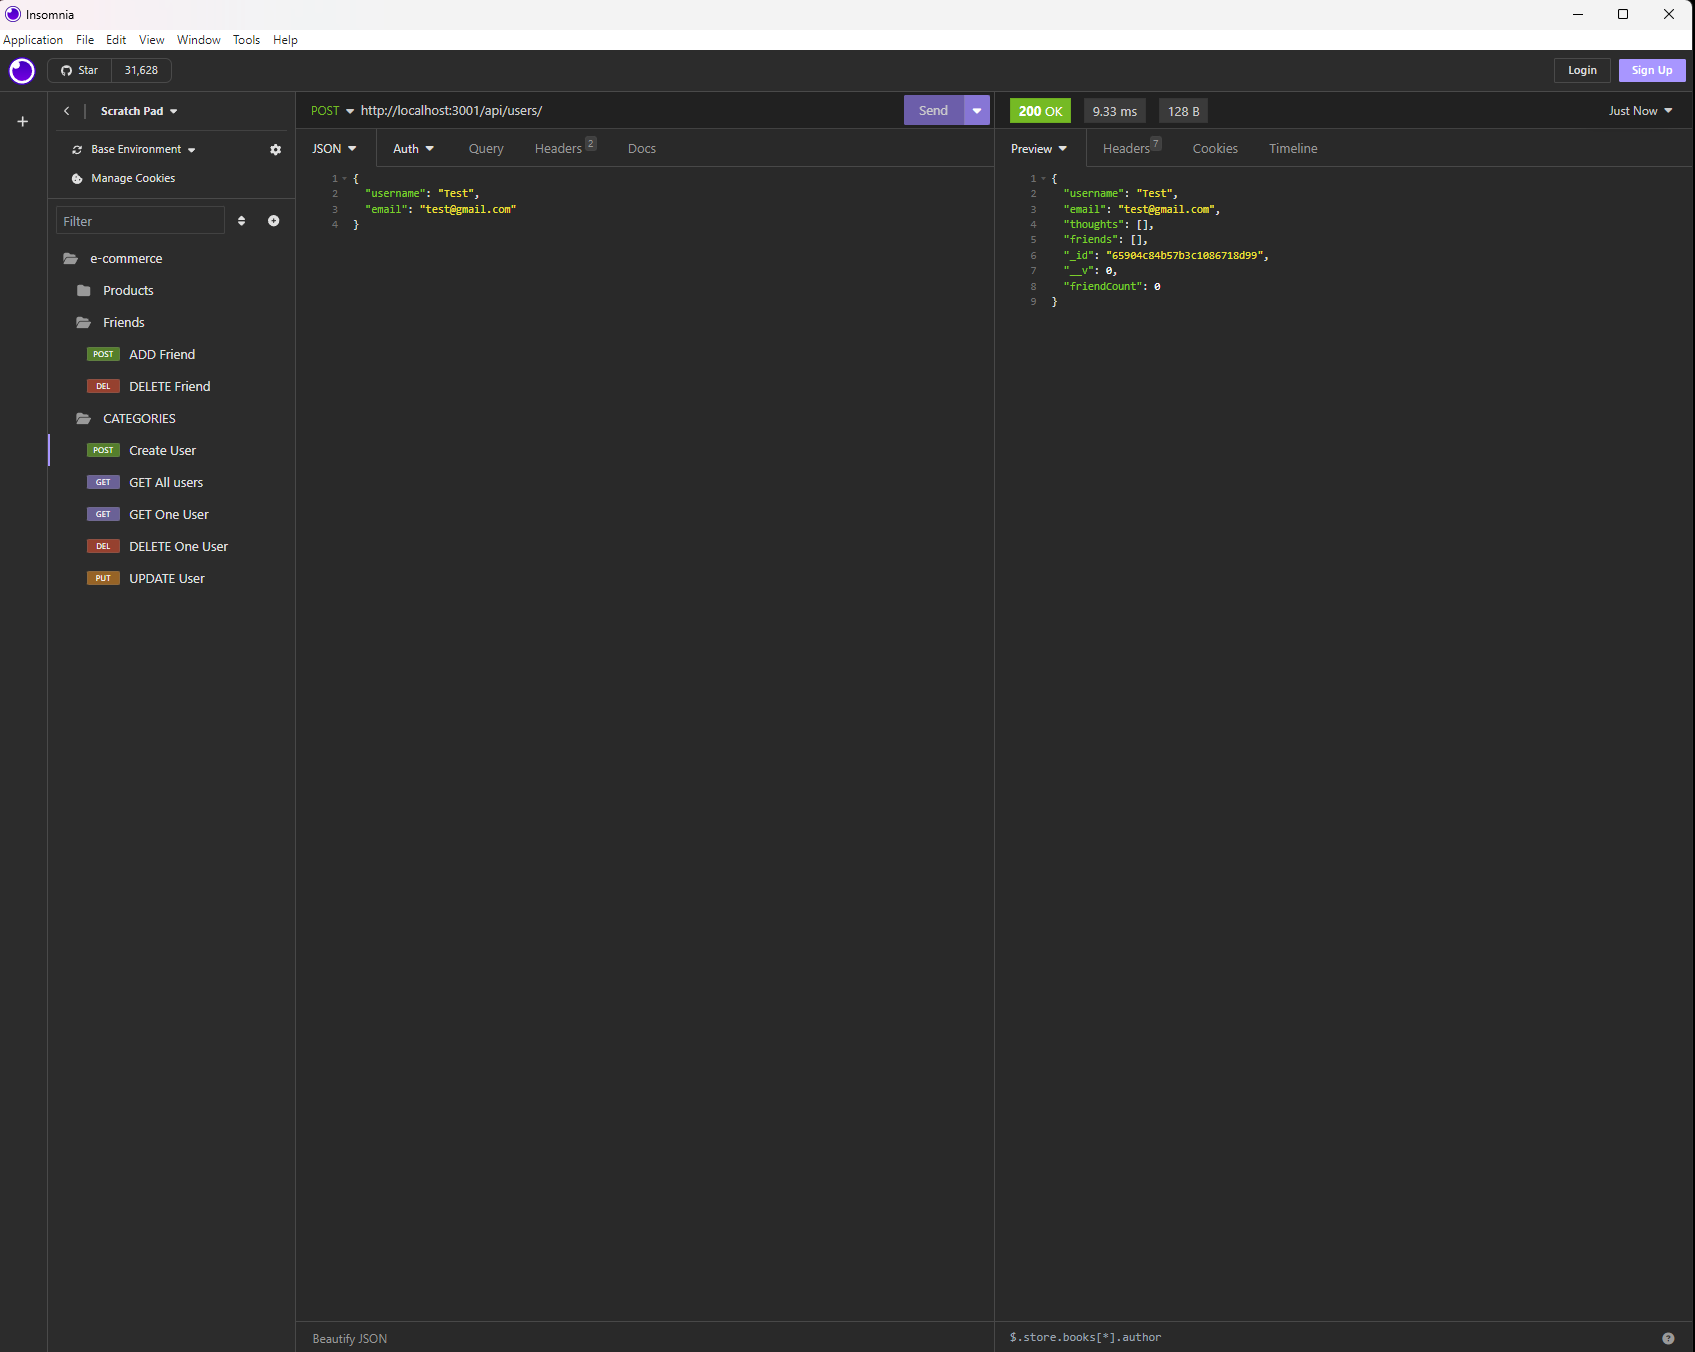 Insomnia
Application File Edit View Window Tools Help
Star 31,628 Login Sign Up
Scratch Pad
Base Environment
Manage Cookies
Filter
e-commerce
Products
Friends
POST ADD Friend
DEL DELETE Friend
CATEGORIES
POST Create User
GET GET All users
GET GET One User
DEL DELETE One User
PUT UPDATE User
POST http://localhost:3001/api/users/ Send
JSON Auth Query Headers 2 Docs
1 {
2 "username": "Test",
3 "email": "test@gmail.com"
4 }
Beautify JSON
200 OK 9.33 ms 128 B Just Now
Preview Headers 7 Cookies Timeline
1 {
2 "username": "Test",
3 "email": "test@gmail.com",
4 "thoughts": [],
5 "friends": [],
6 "_id": "65904c84b57b3c1086718d99",
7 "__v": 0,
8 "friendCount": 0
9 }
$.store.books[*].author